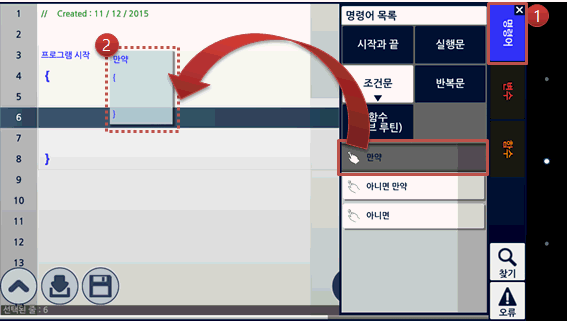 1
// Created : 11 / 12 / 2015
2
3 프로그램 시작
4 {
5
6
7
8 }
9
10
11
12
13
선택된 줄 : 6
2
만약
{
}
명령어 목록
시작과 끝
실행문
조건문
반복문
함수
브 루틴)
만약
아니면 만약
아니면
1
명령어
변수
함수
찾기
오류